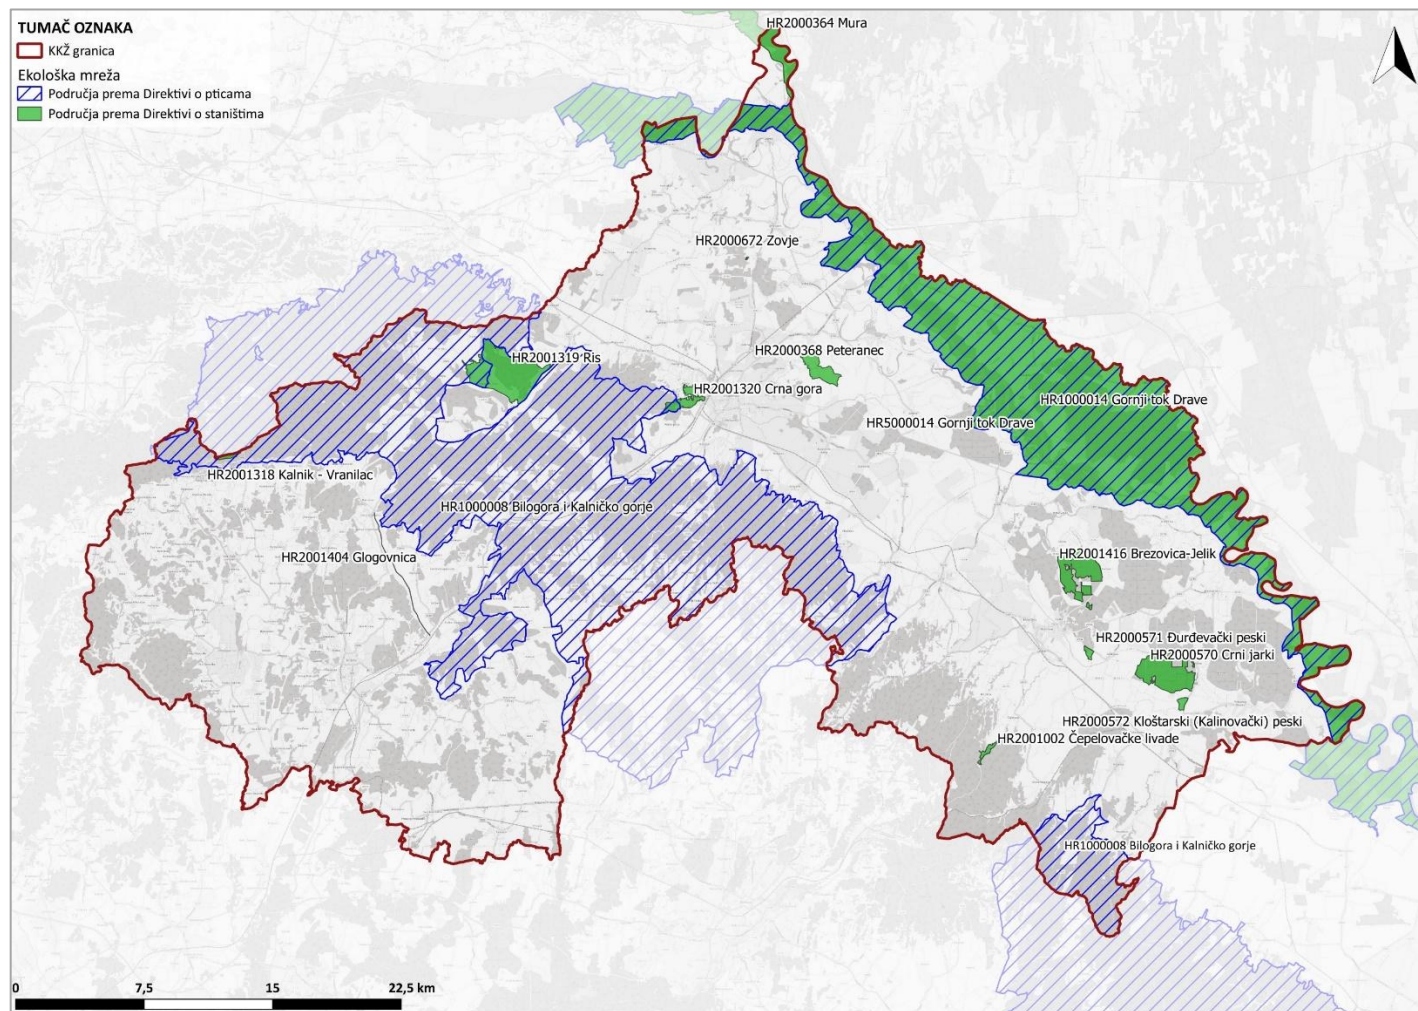 TUMAČ OZNAKA
KKŽ granica
Ekološka mreža
Područja prema Direktivi o pticama
Područja prema Direktivi o staništima
HR2000364 Mura
HR2000672 Zovje
HR2001319 Ris
HR2000368 Peteranec
HR2001320 Crna gora
HR1000014 Gornji tok Drave
HR5000014 Gornji tok Drave
HR2001318 Kalnik - Vranilac
HR1000008 Bilogora i Kalničko gorje
HR2001404 Glogovnica
HR2001416 Brezovica-Jelik
HR2000571 Đurđevački peski
HR2000570 Crni jarki
HR2000572 Kloštarski (Kalinovački) peski
HR2001002 Čepelovačke livade
HR1000008 Bilogora i Kalničko gorje
0 7,5 15 22,5 km